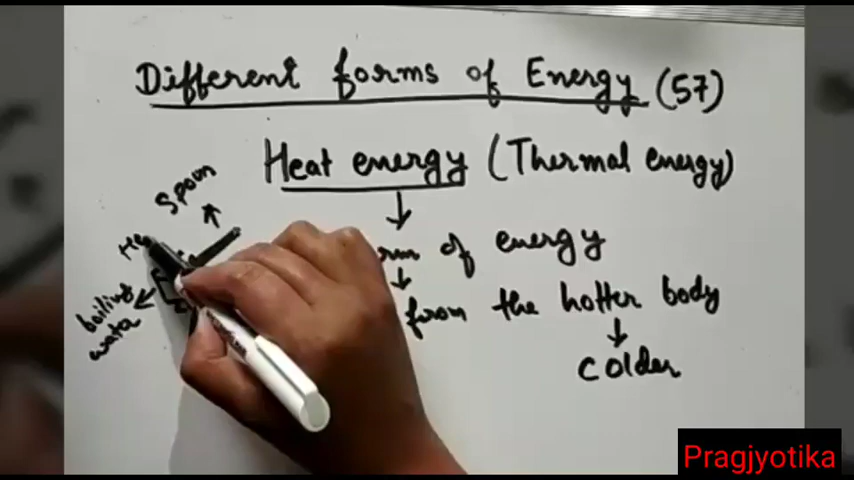 Different forms of Energy (57)
Heat energy (Thermal energy)
of energy
from the hotter body
colder
Spoon
boiling
water
Pragjyotika